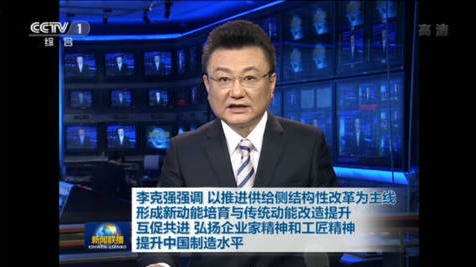 CCTV 1
综合
高清
李克强强调 以推进供给侧结构性改革为主线
形成新动能培育与传统动能改造提升
互促共进 弘扬企业家精神和工匠精神
提升中国制造水平
新闻联播